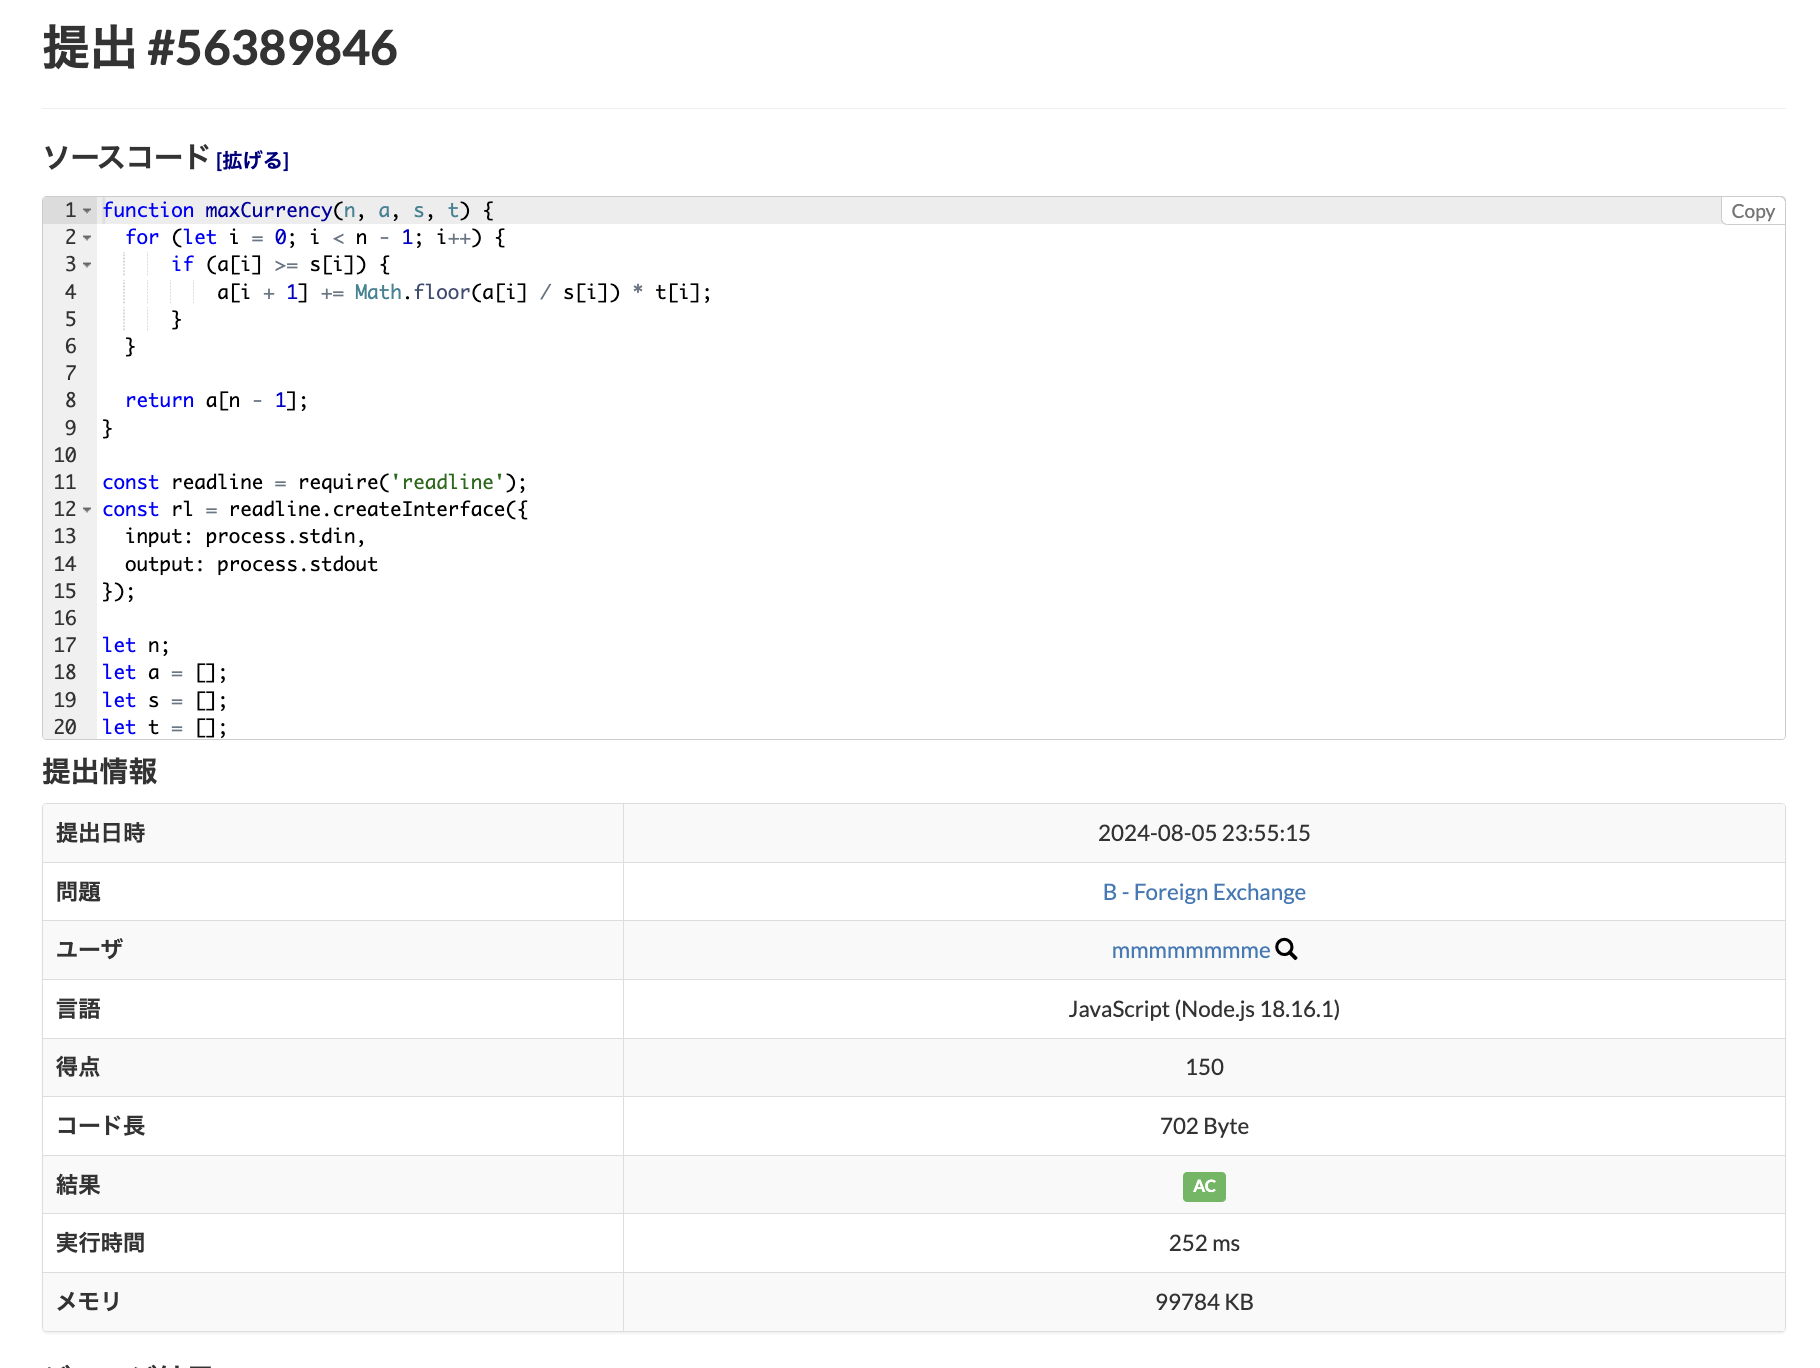 提出 #56389846
ソースコード [拡げる]
Copy
1 function maxCurrency(n, a, s, t) {
2   for (let i = 0; i < n - 1; i++) {
3       if (a[i] >= s[i]) {
4           a[i + 1] += Math.floor(a[i] / s[i]) * t[i];
5       }
6   }
7
8   return a[n - 1];
9 }
10
11 const readline = require('readline');
12 const rl = readline.createInterface({
13   input: process.stdin,
14   output: process.stdout
15 });
16
17 let n;
18 let a = [];
19 let s = [];
20 let t = [];
提出情報
提出日時 2024-08-05 23:55:15
問題 B - Foreign Exchange
ユーザ mmmmmmmmme
言語 JavaScript (Node.js 18.16.1)
得点 150
コード長 702 Byte
結果 AC
実行時間 252 ms
メモリ 99784 KB